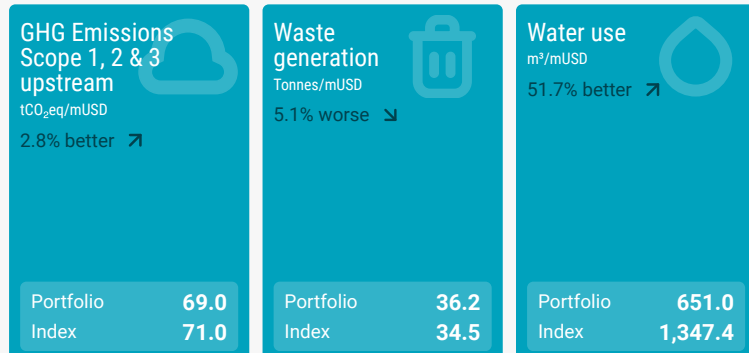 GHG Emissions
Scope 1, 2 & 3
upstream
tCO₂eq/mUSD
2.8% better
Portfolio 69.0
Index 71.0
Waste
generation
Tonnes/mUSD
5.1% worse
Portfolio 36.2
Index 34.5
Water use
m³/mUSD
51.7% better
Portfolio 651.0
Index 1,347.4